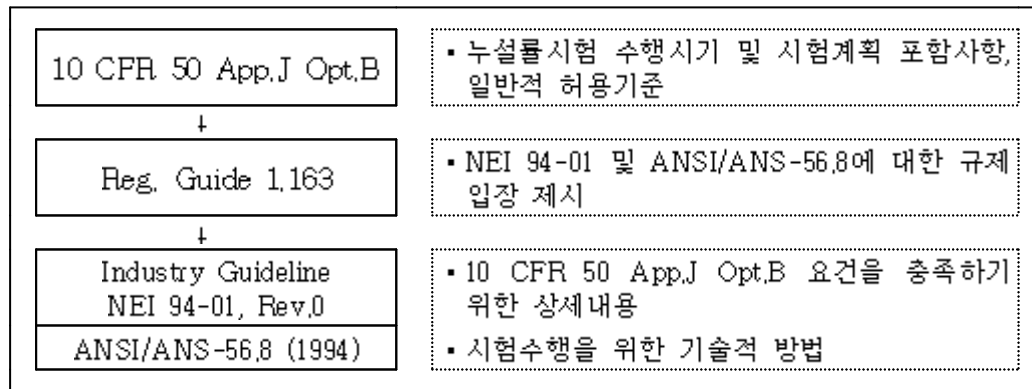 10 CFR 50 App.J Opt.B
▪ 누설률시험 수행시기 및 시험계획 포함사항,
일반적 허용기준
↓
Reg. Guide 1.163
▪ NEI 94-01 및 ANSI/ANS-56.8에 대한 규제
입장 제시
↓
Industry Guideline
NEI 94-01, Rev.0
ANSI/ANS-56.8 (1994)
▪ 10 CFR 50 App.J Opt.B 요건을 충족하기
위한 상세내용
▪ 시험수행을 위한 기술적 방법